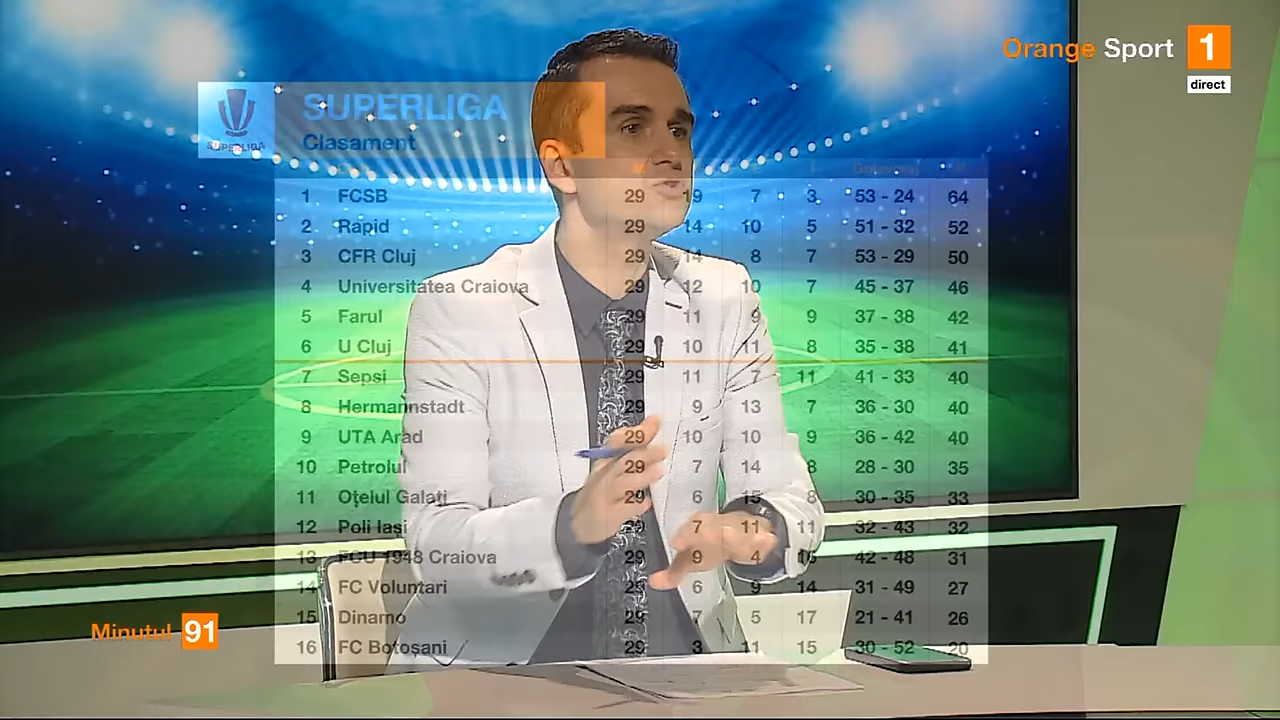 Orange Sport 1
direct
SUPERLIGA
SUPERLIGA
Clasament
M Golaveraj
1 FCSB 29 19 7 3 53 - 24 64
2 Rapid 29 14 10 5 51 - 32 52
3 CFR Cluj 29 14 8 7 53 - 29 50
4 Universitatea Craiova 29 12 10 7 45 - 37 46
5 Farul 29 11 9 9 37 - 38 42
6 U Cluj 29 10 11 8 35 - 38 41
7 Sepsi 29 11 7 11 41 - 33 40
8 Hermannstadt 29 9 13 7 36 - 30 40
9 UTA Arad 29 10 10 9 36 - 42 40
10 Petrolul 29 7 14 8 28 - 30 35
11 Oțelul Galați 29 6 15 8 30 - 35 33
12 Poli Iași 29 7 11 11 32 - 43 32
13 FCU 1948 Craiova 29 9 4 16 42 - 48 31
14 FC Voluntari 29 6 9 14 31 - 49 27
15 Dinamo 29 7 5 17 21 - 41 26
16 FC Botoșani 29 3 11 15 30 - 52 20
Minutul 91